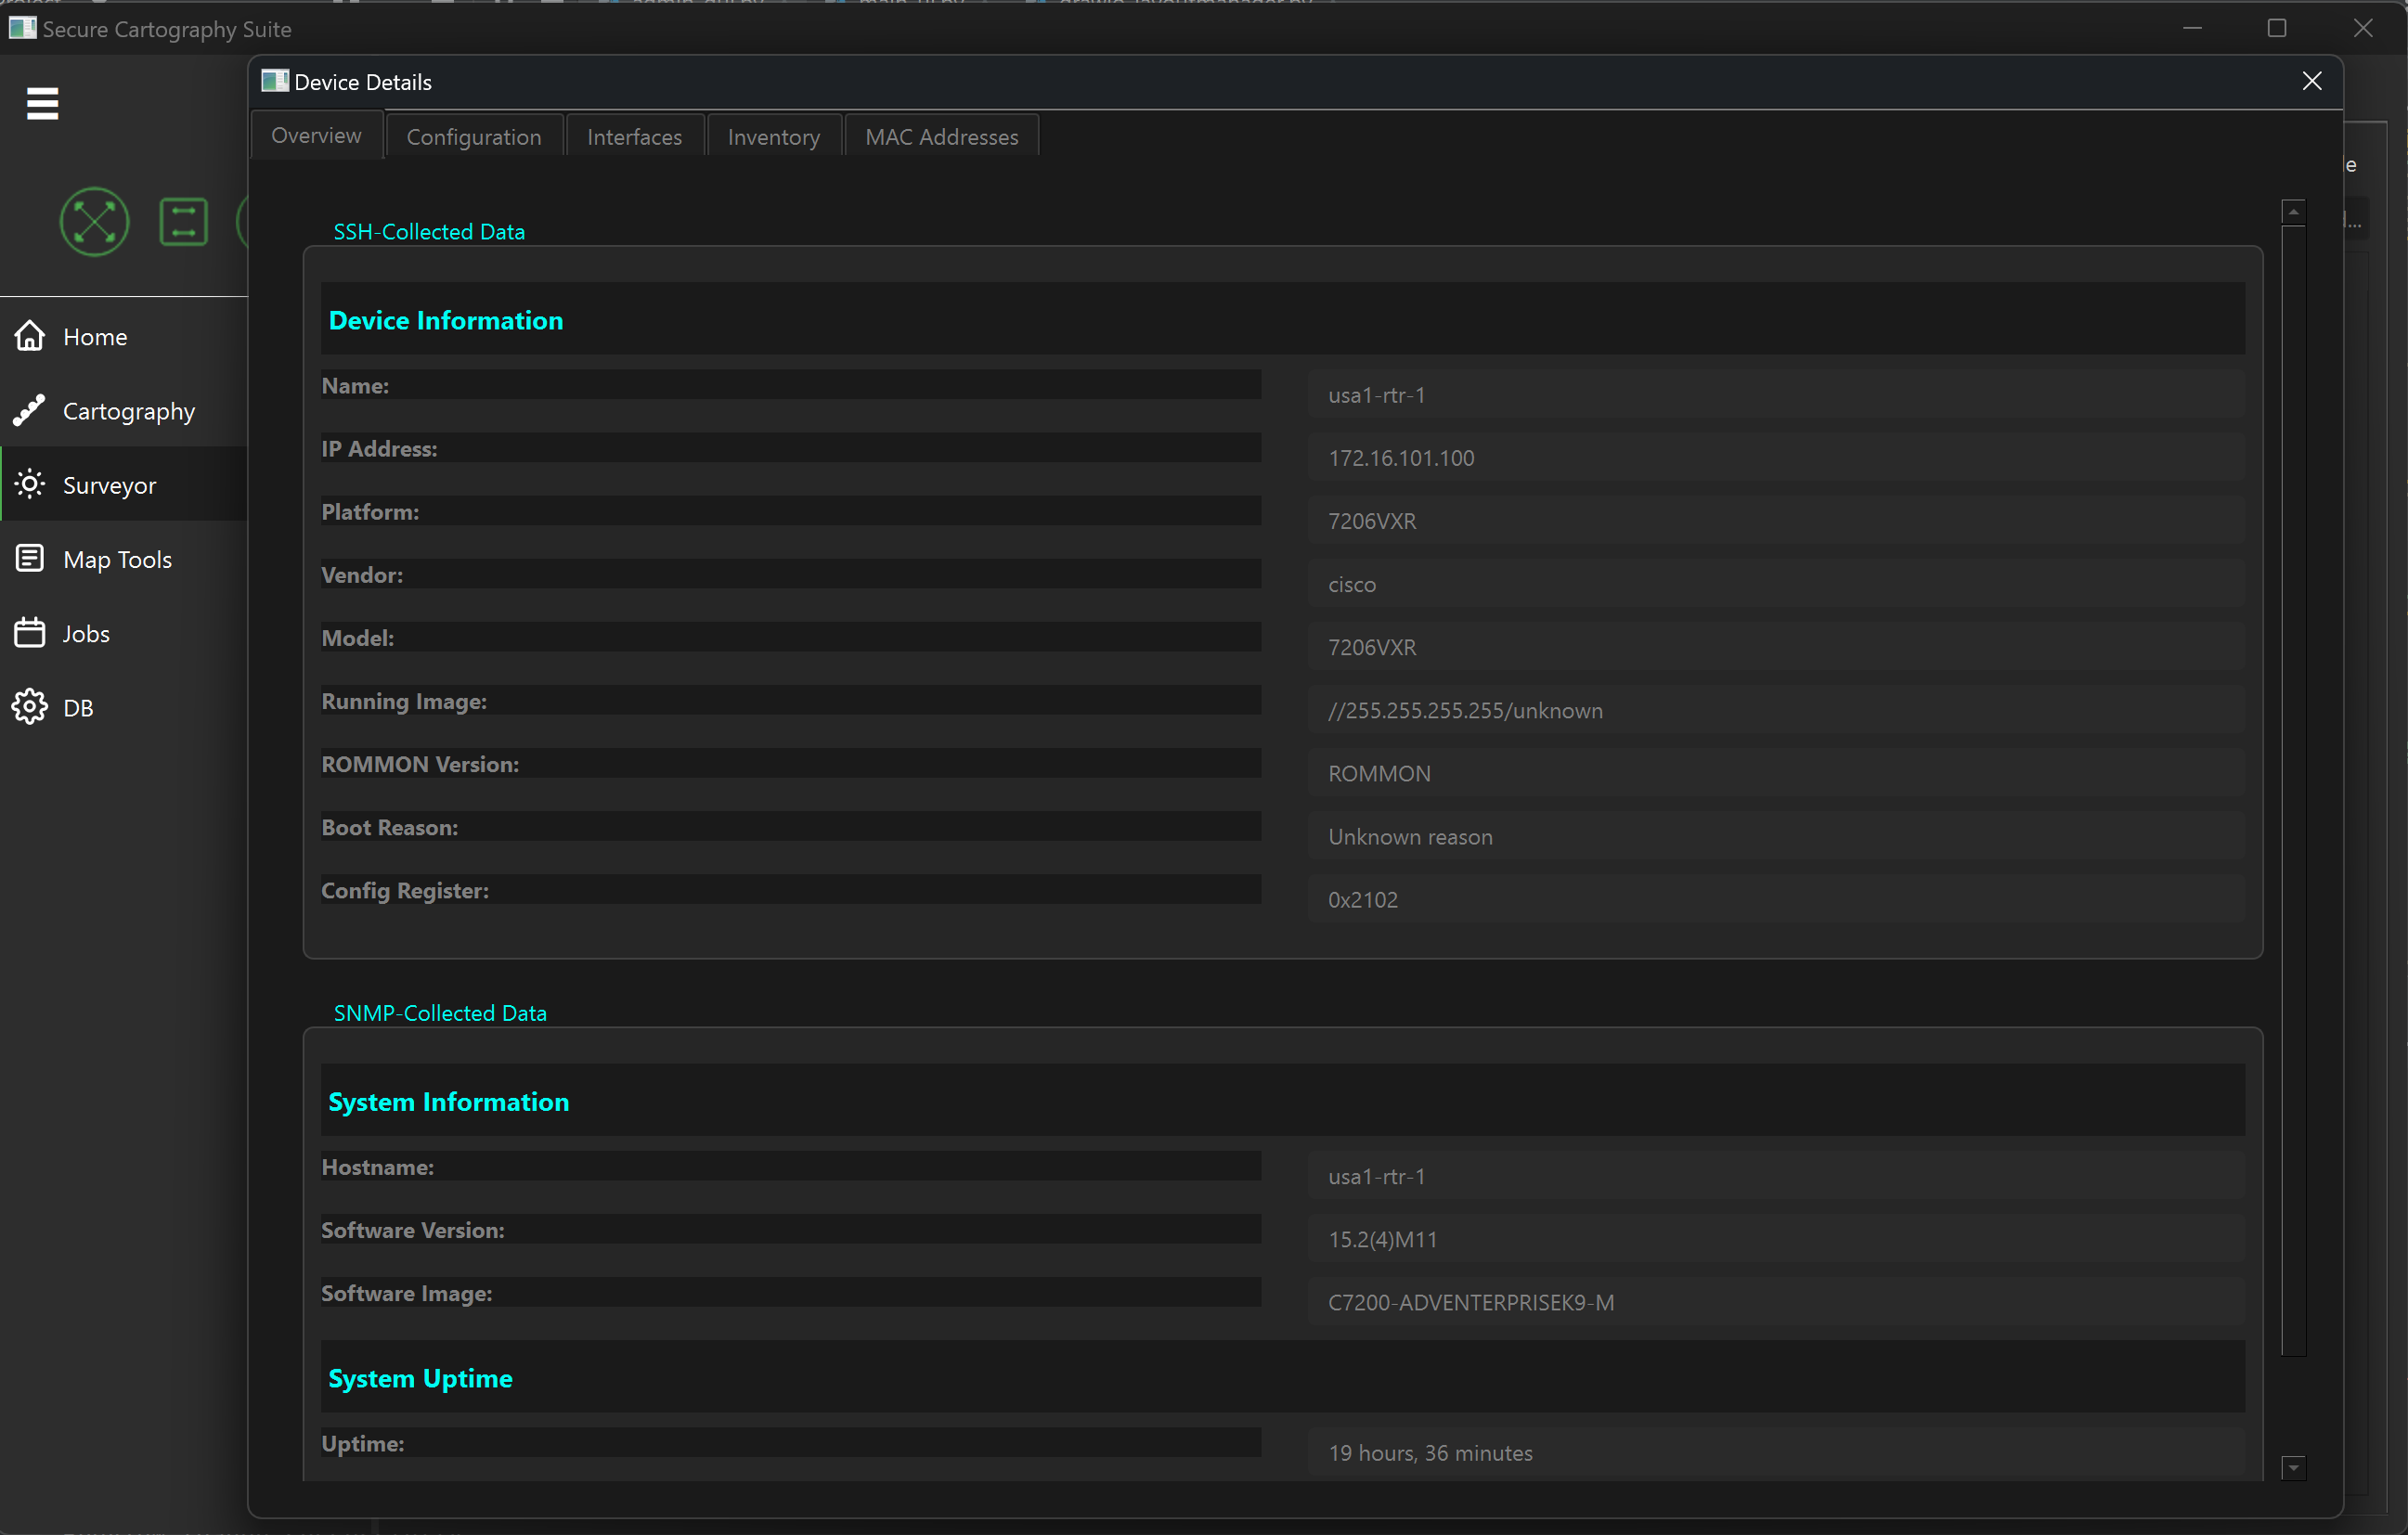 Secure Cartography Suite
Device Details
Overview
Configuration
Interfaces
Inventory
MAC Addresses
Home
Cartography
Surveyor
Map Tools
Jobs
DB
SSH-Collected Data
Device Information
Name: usa1-rtr-1
IP Address: 172.16.101.100
Platform: 7206VXR
Vendor: cisco
Model: 7206VXR
Running Image: //255.255.255.255/unknown
ROMMON Version: ROMMON
Boot Reason: Unknown reason
Config Register: 0x2102
SNMP-Collected Data
System Information
Hostname: usa1-rtr-1
Software Version: 15.2(4)M11
Software Image: C7200-ADVENTERPRISEK9-M
System Uptime
Uptime: 19 hours, 36 minutes